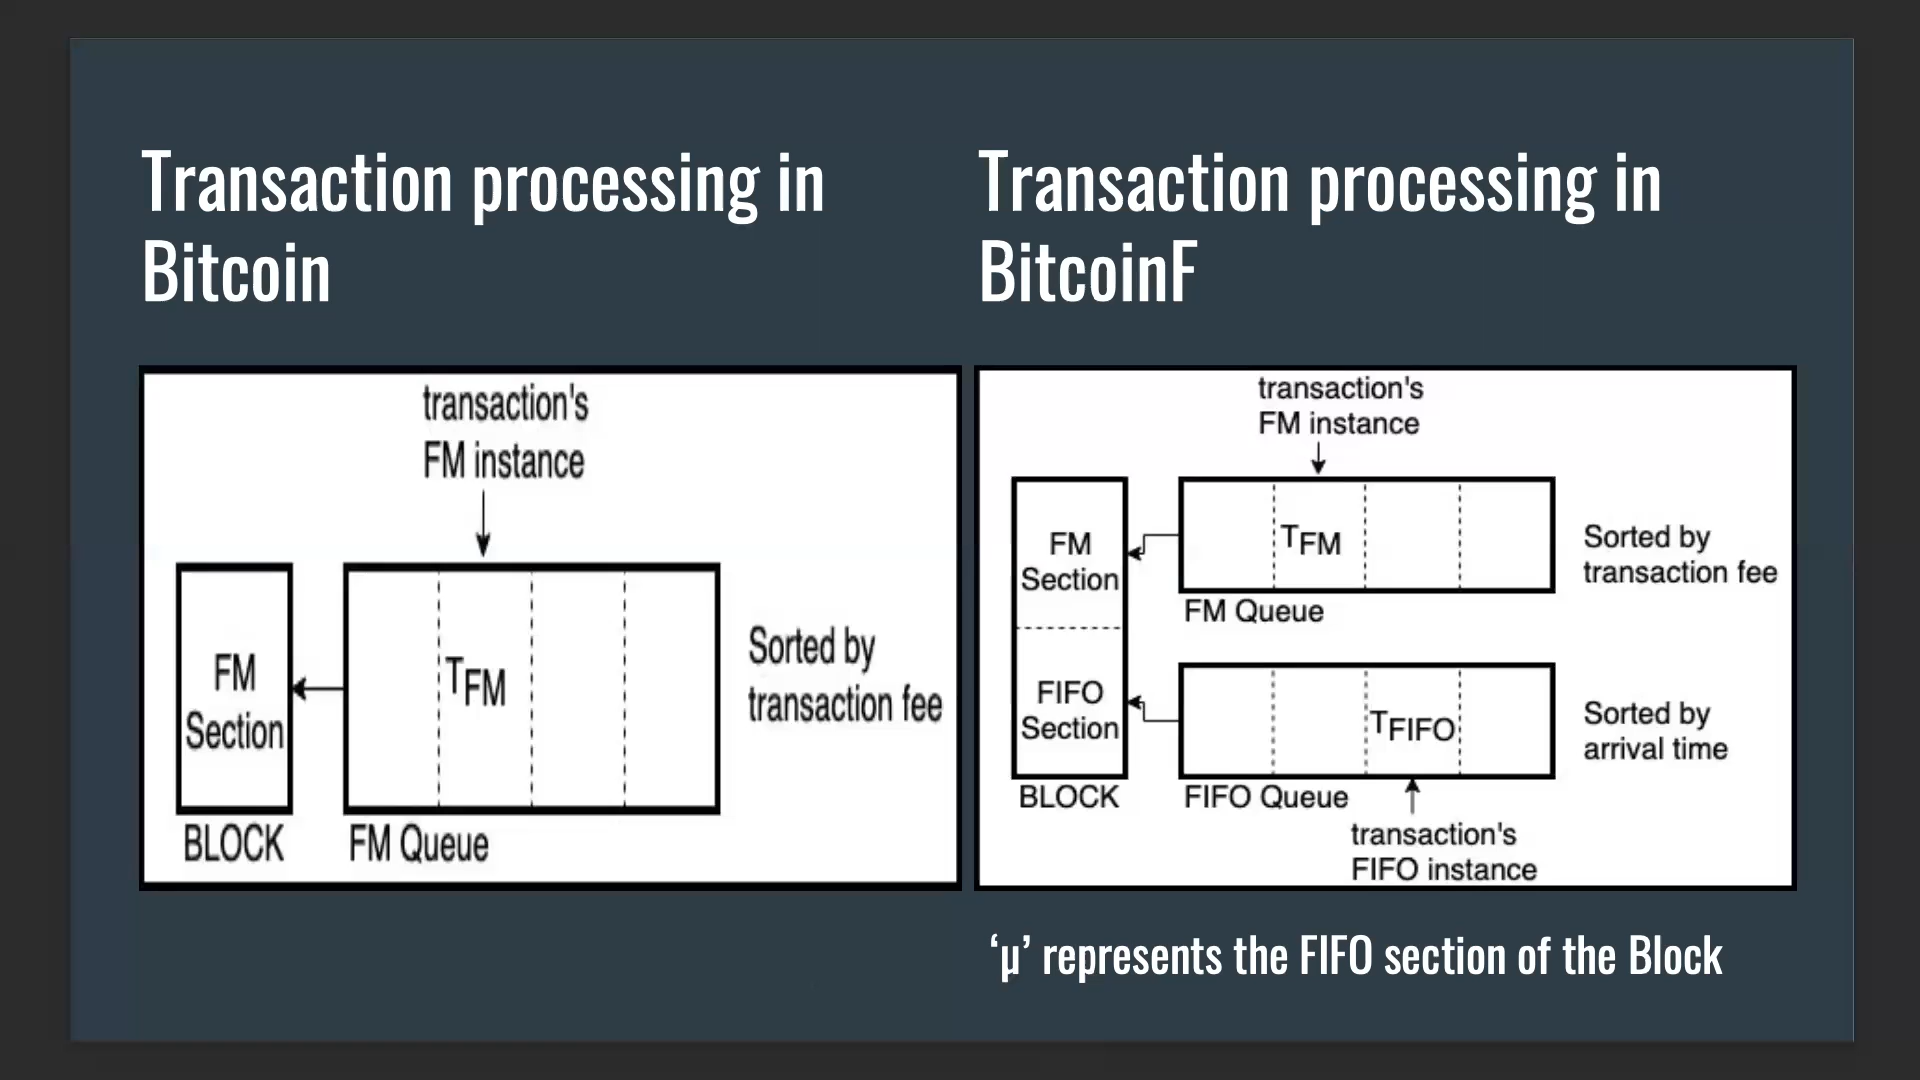 Transaction processing in
Bitcoin
transaction's
FM instance
FM
Section
TFM
Sorted by
transaction fee
BLOCK
FM Queue
Transaction processing in
BitcoinF
transaction's
FM instance
FM
Section
TFM
Sorted by
transaction fee
FM Queue
FIFO
Section
TFIFO
Sorted by
arrival time
BLOCK
FIFO Queue
transaction's
FIFO instance
‘μ’ represents the FIFO section of the Block